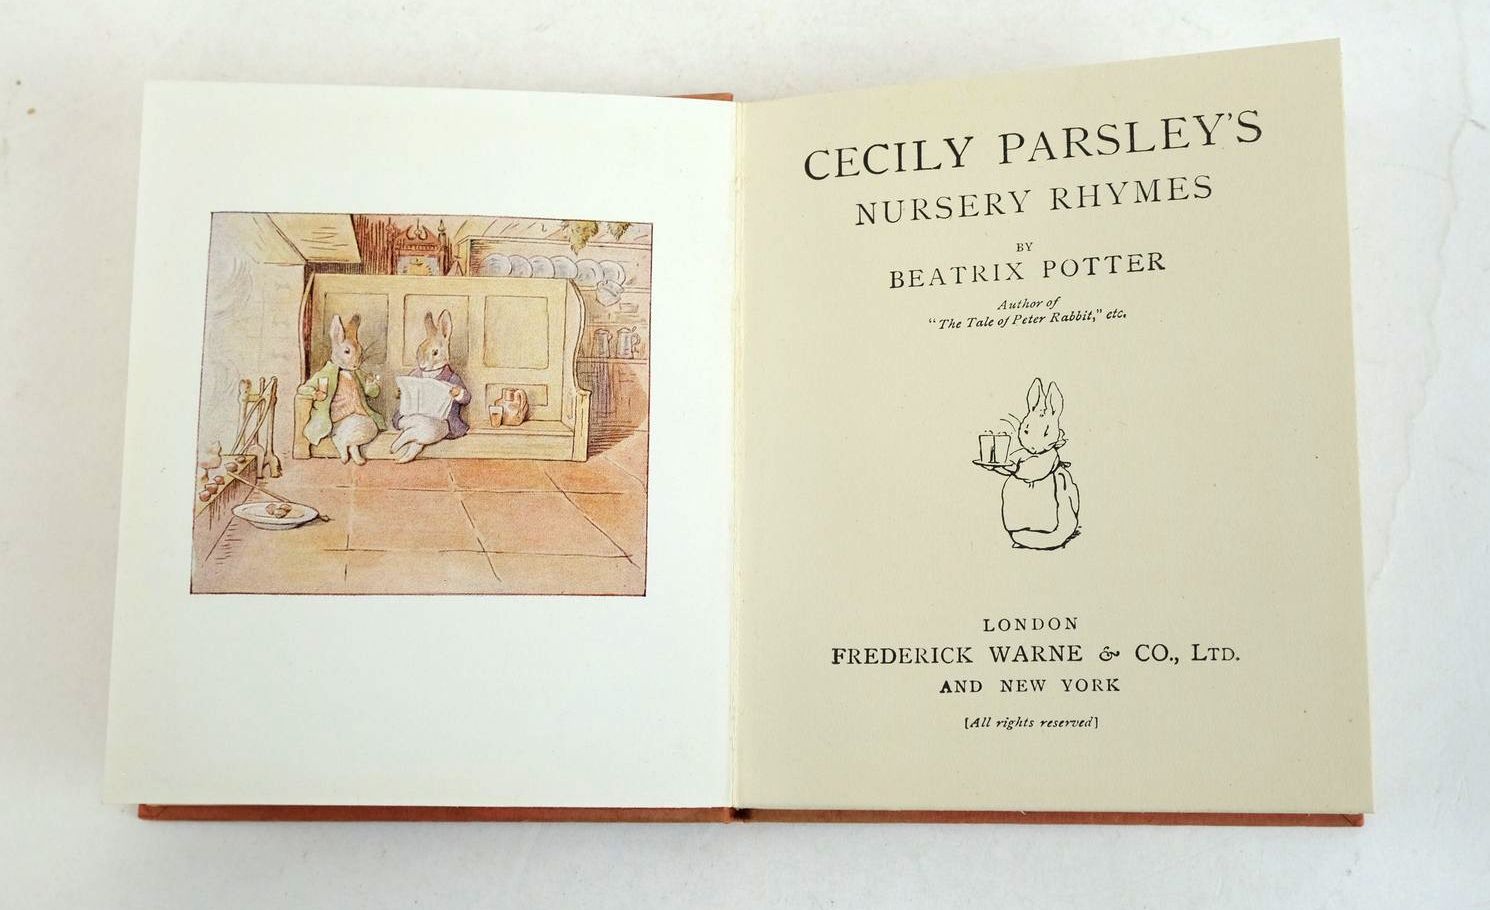 CECILY PARSLEY'S
NURSERY RHYMES
BY
BEATRIX POTTER
Author of
"The Tale of Peter Rabbit," etc.
LONDON
FREDERICK WARNE & CO., LTD.
AND NEW YORK
[All rights reserved]